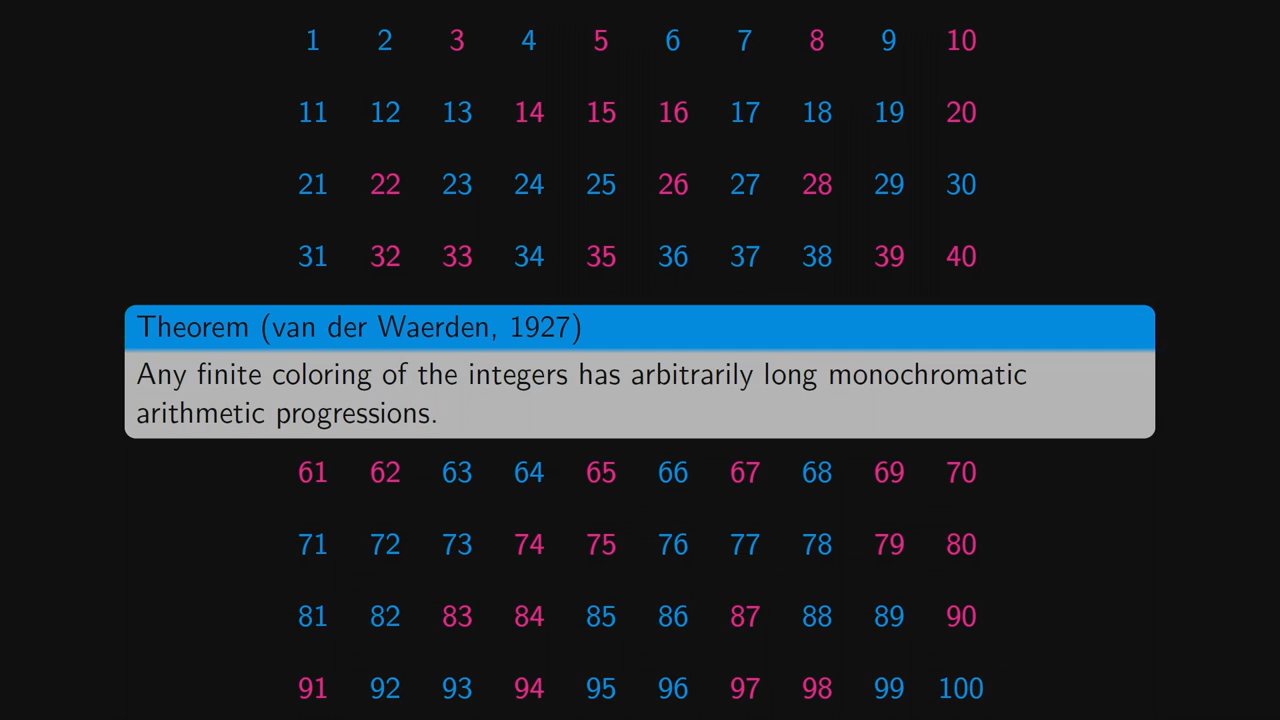 1 2 3 4 5 6 7 8 9 10
11 12 13 14 15 16 17 18 19 20
21 22 23 24 25 26 27 28 29 30
31 32 33 34 35 36 37 38 39 40
Theorem (van der Waerden, 1927)
Any finite coloring of the integers has arbitrarily long monochromatic
arithmetic progressions.
61 62 63 64 65 66 67 68 69 70
71 72 73 74 75 76 77 78 79 80
81 82 83 84 85 86 87 88 89 90
91 92 93 94 95 96 97 98 99 100